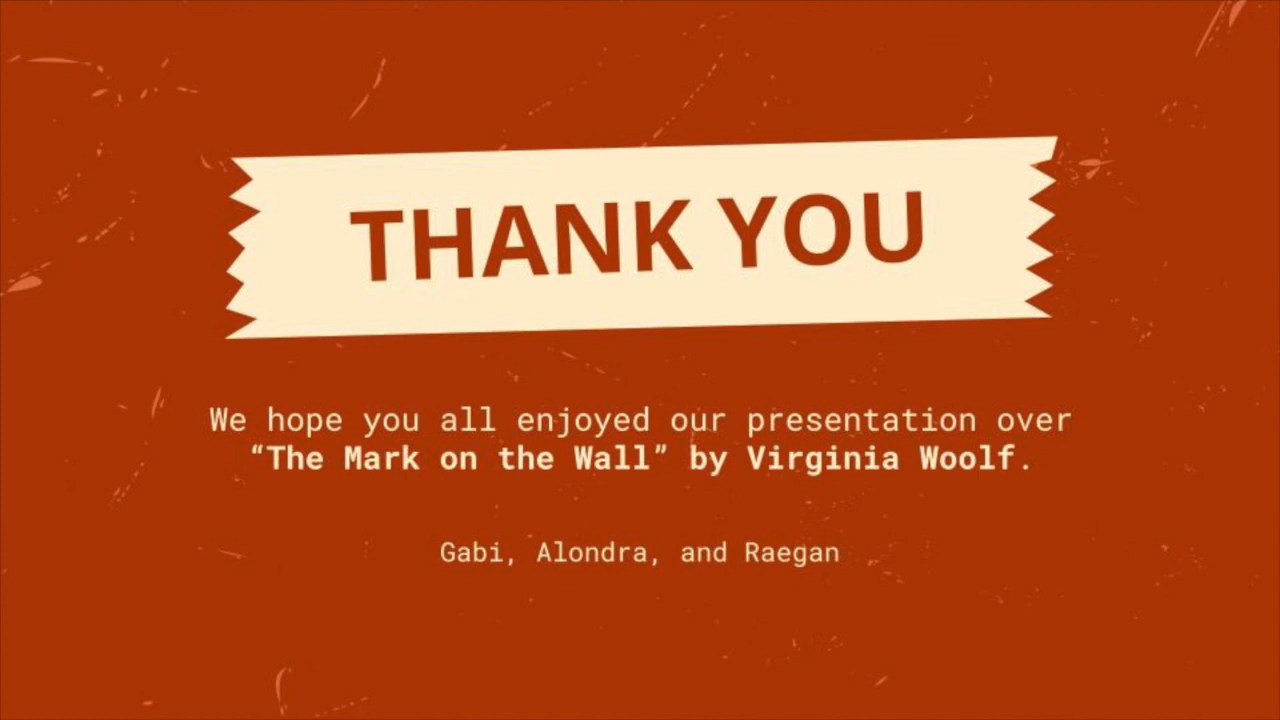 THANK YOU
We hope you all enjoyed our presentation over
“The Mark on the Wall” by Virginia Woolf.
Gabi, Alondra, and Raegan